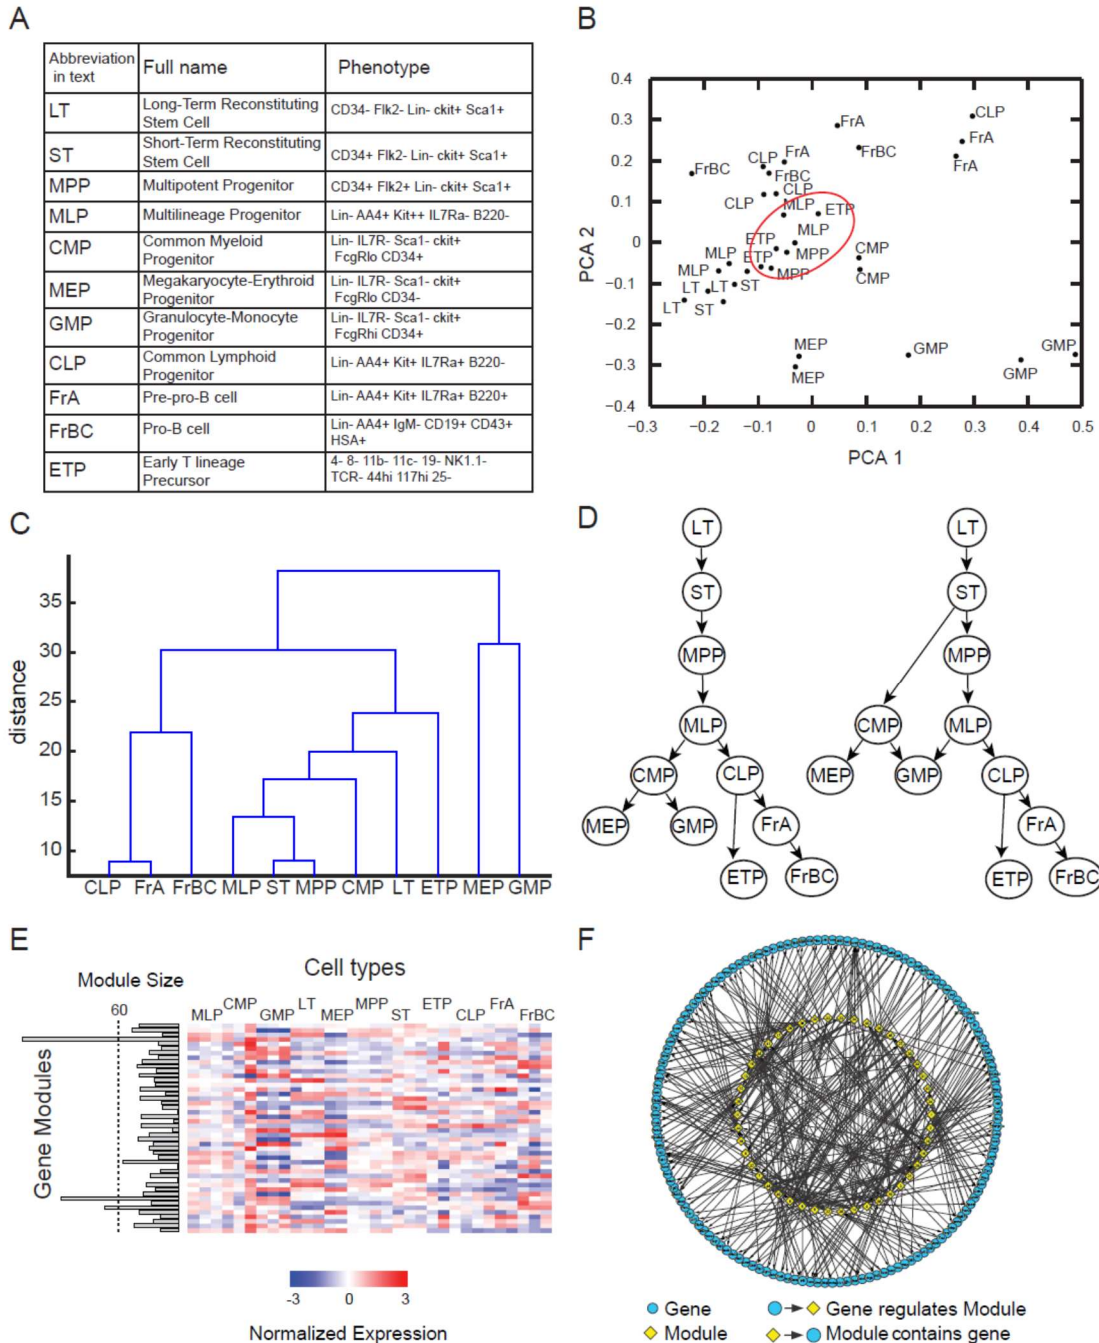 A
Abbreviation in text Full name Phenotype
LT Long-Term Reconstituting Stem Cell CD34- Flk2- Lin- ckit+ Sca1+
ST Short-Term Reconstituting Stem Cell CD34+ Flk2- Lin- ckit+ Sca1+
MPP Multipotent Progenitor CD34+ Flk2+ Lin- ckit+ Sca1+
MLP Multilineage Progenitor Lin- AA4+ Kit++ IL7Ra- B220-
CMP Common Myeloid Progenitor Lin- IL7R- Sca1- ckit+ FcgRlo CD34+
MEP Megakaryocyte-Erythroid Progenitor Lin- IL7R- Sca1- ckit+ FcgRlo CD34-
GMP Granulocyte-Monocyte Progenitor Lin- IL7R- Sca1- ckit+ FcgRhi CD34+
CLP Common Lymphoid Progenitor Lin- AA4+ Kit+ IL7Ra+ B220-
FrA Pre-pro-B cell Lin- AA4+ Kit+ IL7Ra+ B220+
FrBC Pro-B cell Lin- AA4+ IgM- CD19+ CD43+ HSA+
ETP Early T lineage Precursor 4- 8- 11b- 11c- 19- NK1.1- TCR- 44hi 117hi 25-
B
0.4
0.3
0.2
0.1
0
−0.1
−0.2
−0.3
−0.4
PCA 2
CLP
FrA
FrA
FrA
FrBC
CLP
FrA
FrBC
FrBC
CLP
CLP
MLP
ETP
MLP
ETP
MPP
CMP
CMP
MLP
MLP
ETP
MPP
LT
LT
ST
LT
ST
MEP
MEP
GMP
GMP
GMP
−0.3 −0.2 −0.1 0 0.1 0.2 0.3 0.4 0.5
PCA 1
C
distance
35
30
25
20
15
10
CLP FrA FrBC MLP ST MPP CMP LT ETP MEP GMP
D
LT
ST
MPP
MLP
CMP CLP
MEP GMP FrA
ETP FrBC
LT
ST
MPP
CMP MLP
MEP GMP CLP
FrA
ETP FrBC
E
Module Size
60
Gene Modules
Cell types
MLP CMP GMP LT MEP MPP ST ETP CLP FrA FrBC
-3 0 3
Normalized Expression
F
Gene
Module
Gene regulates Module
Module contains gene